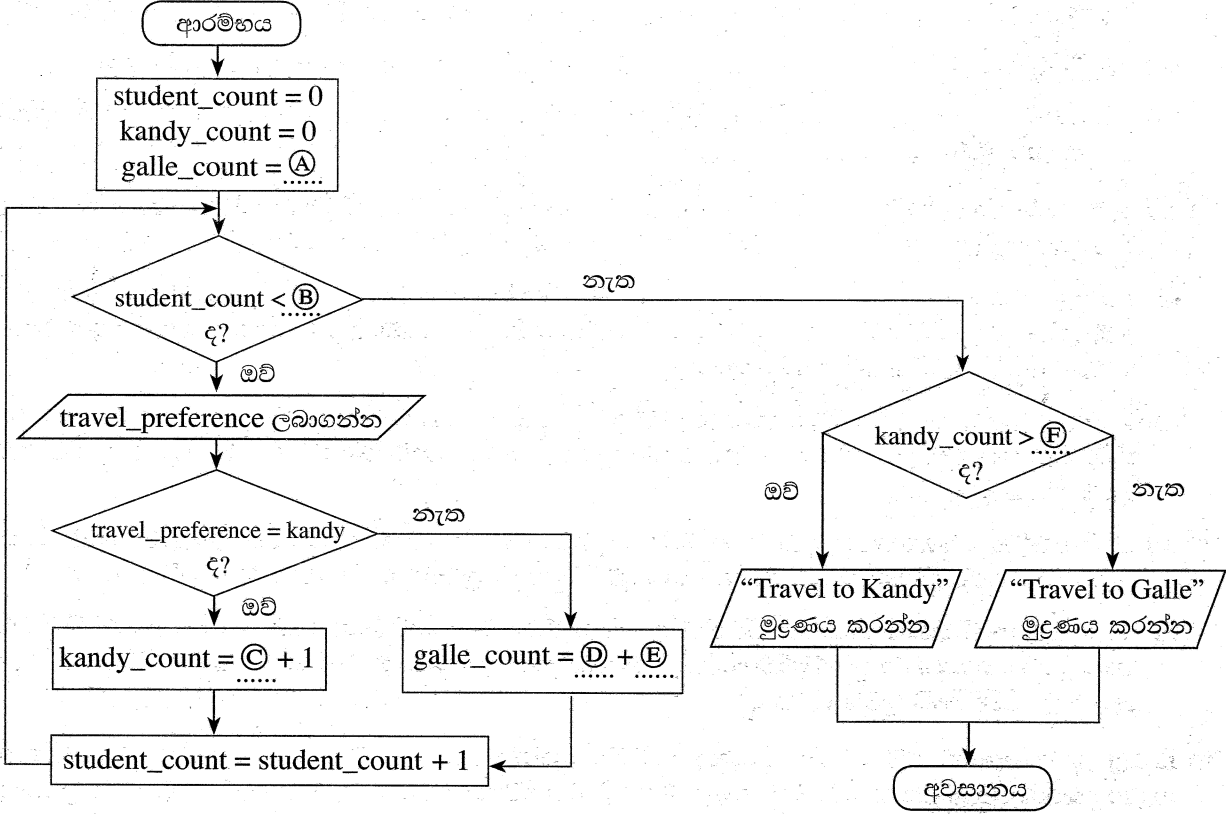 ආරම්භය
student_count = 0
kandy_count = 0
galle_count = Ⓐ
student_count < Ⓑ
ද?
නැත
ඔව්
travel_preference ලබාගන්න
travel_preference = kandy
ද?
නැත
ඔව්
kandy_count = Ⓒ + 1
galle_count = Ⓓ + Ⓔ
student_count = student_count + 1
kandy_count > Ⓕ
ද?
ඔව්
නැත
“Travel to Kandy”
මුද්‍රණය කරන්න
“Travel to Galle”
මුද්‍රණය කරන්න
අවසානය